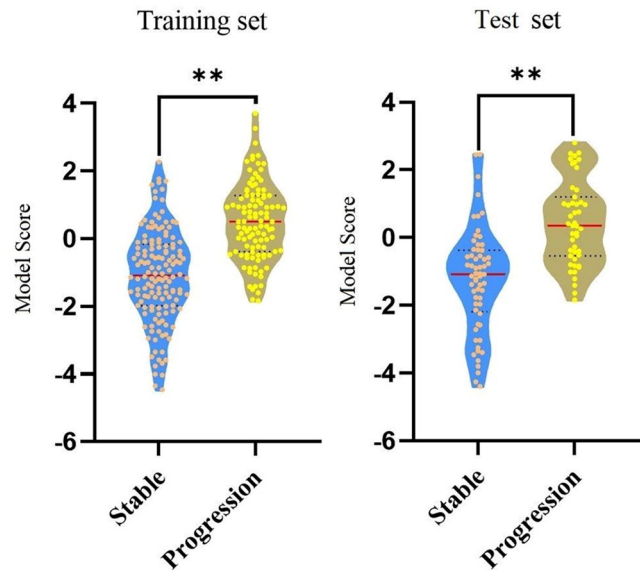 Training set
**
4
2
0
-2
-4
-6
Model Score
Stable
Progression
Test set
**
4
2
0
-2
-4
-6
Model Score
Stable
Progression